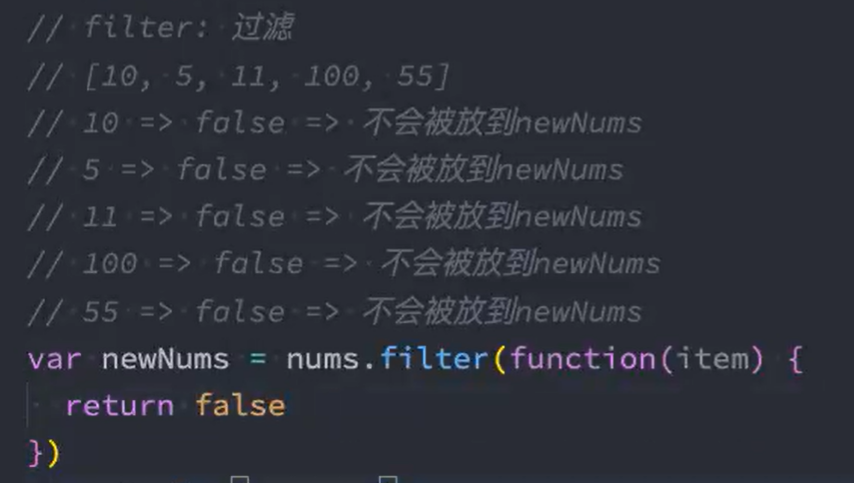 // filter: 过滤
// [10, 5, 11, 100, 55]
// 10 => false => 不会被放到newNums
// 5 => false => 不会被放到newNums
// 11 => false => 不会被放到newNums
// 100 => false => 不会被放到newNums
// 55 => false => 不会被放到newNums
var newNums = nums.filter(function(item) {
  return false
})